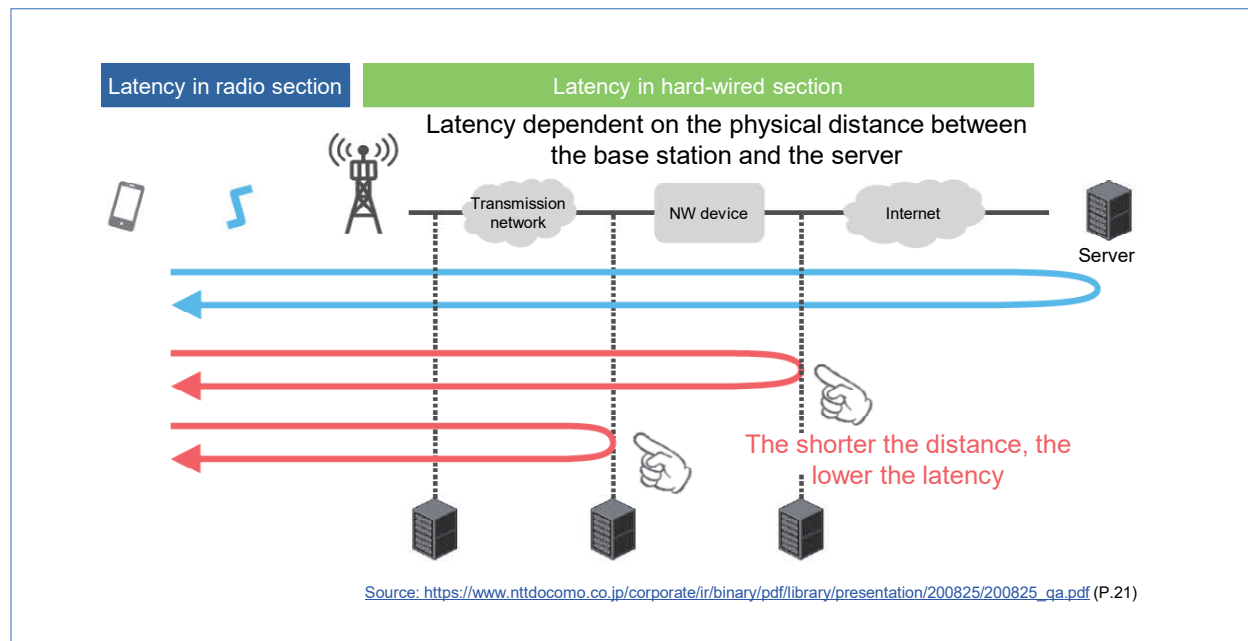 Latency in radio section
Latency in hard-wired section
Latency dependent on the physical distance between
the base station and the server
Transmission
network
NW device
Internet
Server
The shorter the distance, the
lower the latency
Source: https://www.nttdocomo.co.jp/corporate/ir/binary/pdf/library/presentation/200825/200825_qa.pdf (P.21)